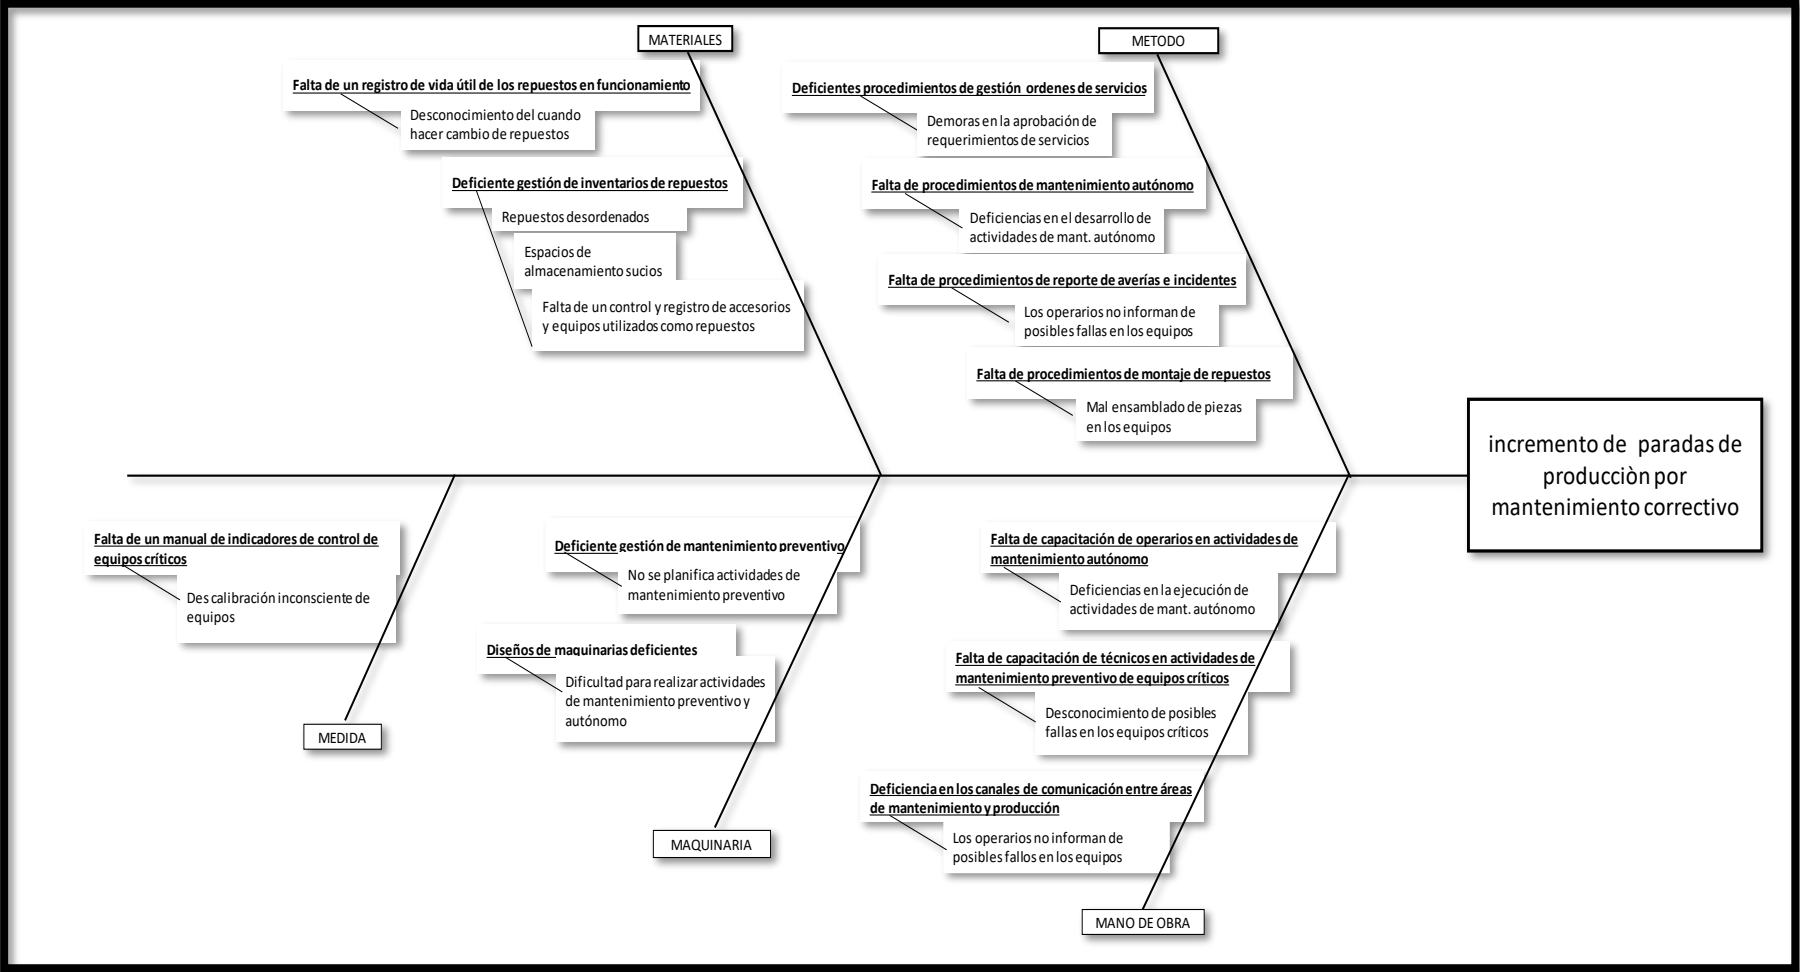 MATERIALES
Falta de un registro de vida útil de los repuestos en funcionamiento
Desconocimiento del cuando
hacer cambio de repuestos
Deficiente gestión de inventarios de repuestos
Repuestos desordenados
Espacios de
almacenamiento sucios
Falta de un control y registro de accesorios
y equipos utilizados como repuestos
METODO
Deficientes procedimientos de gestión ordenes de servicios
Demoras en la aprobación de
requerimientos de servicios
Falta de procedimientos de mantenimiento autónomo
Deficiencias en el desarrollo de
actividades de mant. autónomo
Falta de procedimientos de reporte de averías e incidentes
Los operarios no informan de
posibles fallas en los equipos
Falta de procedimientos de montaje de repuestos
Mal ensamblado de piezas
en los equipos
incremento de paradas de
producciòn por
mantenimiento correctivo
Falta de un manual de indicadores de control de
equipos críticos
Des calibración inconsciente de
equipos
MEDIDA
Deficiente gestión de mantenimiento preventivo
No se planifica actividades de
mantenimiento preventivo
Diseños de maquinarias deficientes
Dificultad para realizar actividades
de mantenimiento preventivo y
autónomo
MAQUINARIA
Falta de capacitación de operarios en actividades de
mantenimiento autónomo
Deficiencias en la ejecución de
actividades de mant. autónomo
Falta de capacitación de técnicos en actividades de
mantenimiento preventivo de equipos críticos
Desconocimiento de posibles
fallas en los equipos críticos
Deficiencia en los canales de comunicación entre áreas
de mantenimiento y producción
Los operarios no informan de
posibles fallos en los equipos
MANO DE OBRA